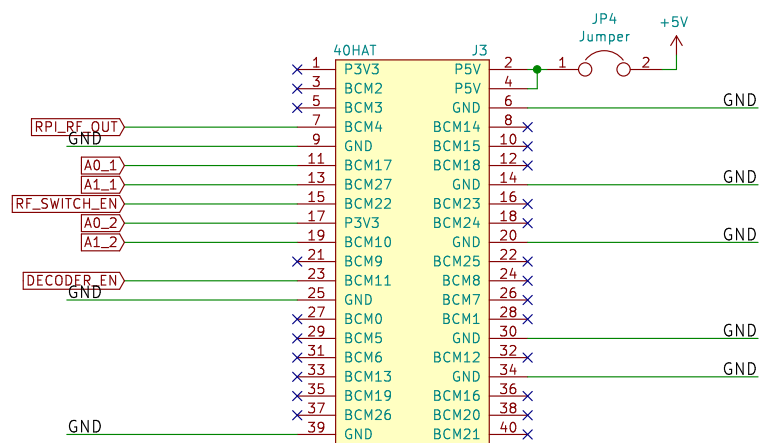 JP4
Jumper
+5V
40HAT J3
1 P3V3 P5V 2 1 2
3 BCM2 P5V 4
5 BCM3 GND 6 GND
RPI_RF_OUT 7 BCM4 BCM14 8
GND 9 GND BCM15 10
A0_1 11 BCM17 BCM18 12
A1_1 13 BCM27 GND 14 GND
RF_SWITCH_EN 15 BCM22 BCM23 16
A0_2 17 P3V3 BCM24 18
A1_2 19 BCM10 GND 20 GND
21 BCM9 BCM25 22
DECODER_EN 23 BCM11 BCM8 24
GND 25 GND BCM7 26
27 BCM0 BCM1 28
29 BCM5 GND 30 GND
31 BCM6 BCM12 32
33 BCM13 GND 34 GND
35 BCM19 BCM16 36
37 BCM26 BCM20 38
GND 39 GND BCM21 40